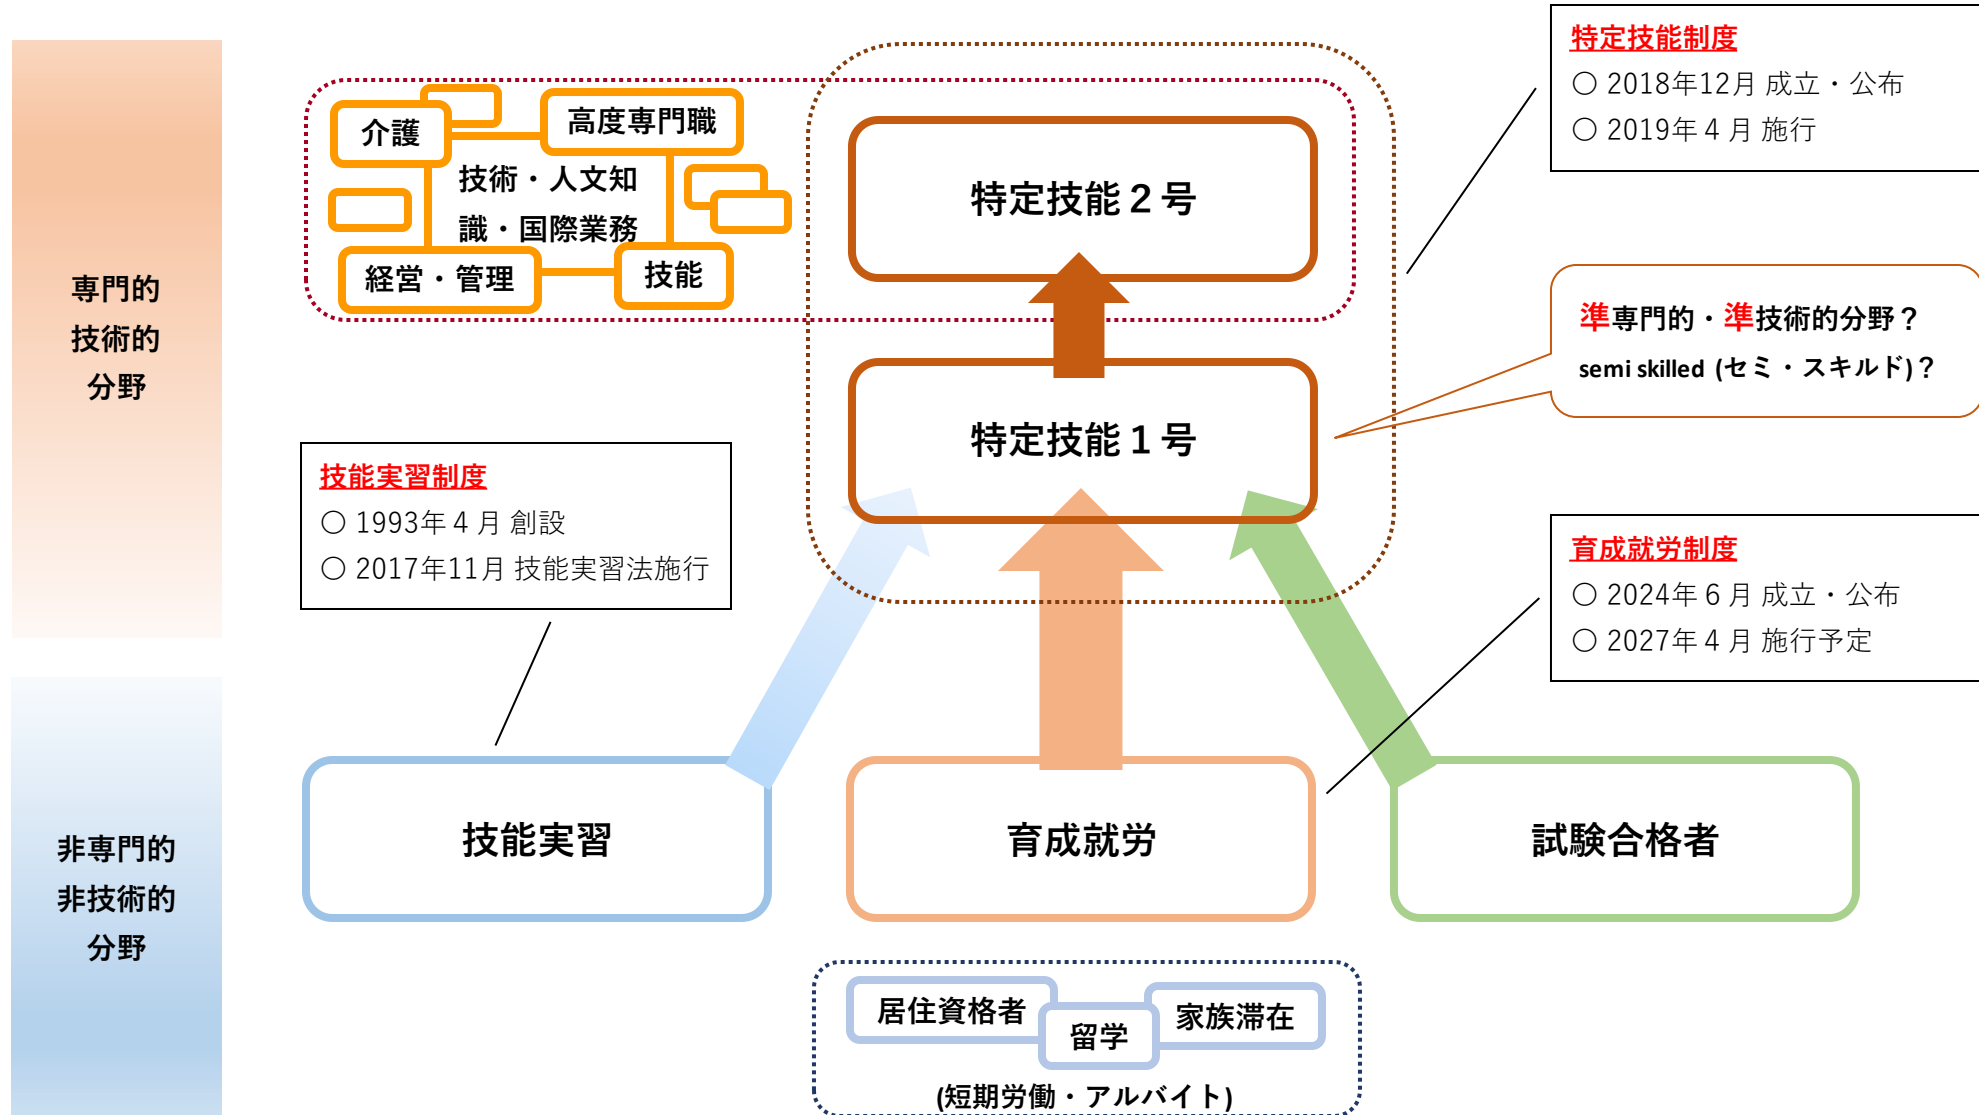 専門的
技術的
分野
介護
高度専門職
技術・人文知
識・国際業務
経営・管理
技能
特定技能２号
特定技能１号
特定技能制度
〇 2018年12月 成立・公布
〇 2019年４月 施行
準専門的・準技術的分野？
semi skilled (セミ・スキルド)？
技能実習制度
〇 1993年４月 創設
〇 2017年11月 技能実習法施行
育成就労制度
〇 2024年６月 成立・公布
〇 2027年４月 施行予定
非専門的
非技術的
分野
技能実習
育成就労
試験合格者
居住資格者
留学
家族滞在
(短期労働・アルバイト)